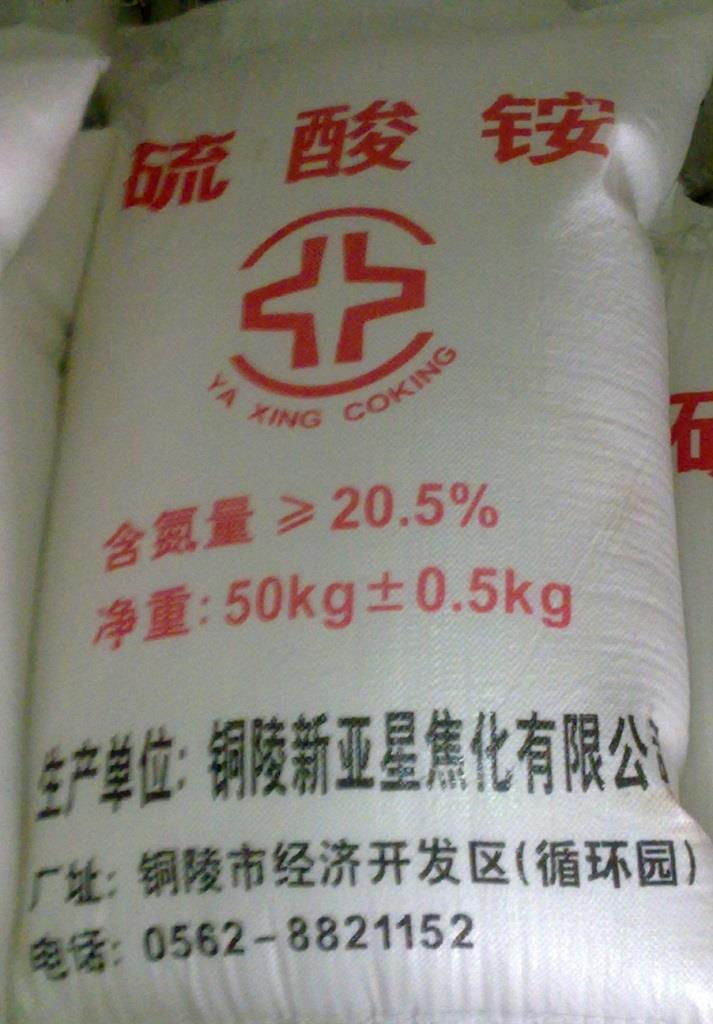 硫酸铵
YA XING COKING
含氮量≥20.5%
净重:50kg±0.5kg
生产单位:铜陵新亚星焦化有限公司
厂址:铜陵市经济开发区(循环园)
电话:0562-8821152